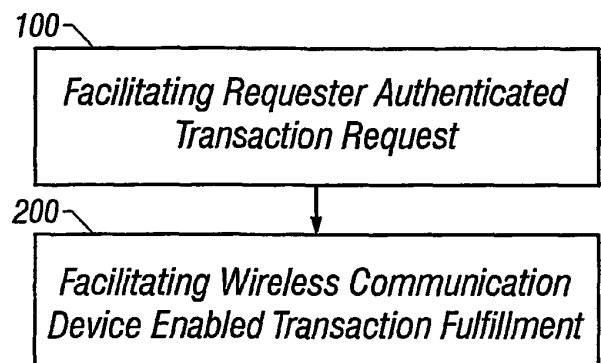 100
Facilitating Requester Authenticated
Transaction Request
200
Facilitating Wireless Communication
Device Enabled Transaction Fulfillment